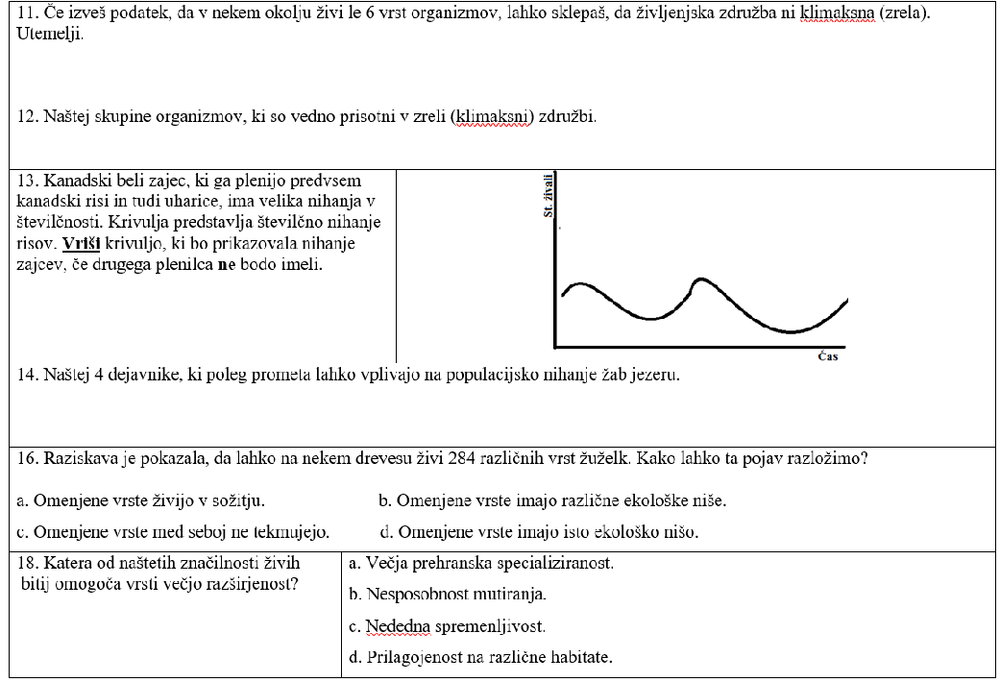 11. Če izveš podatek, da v nekem okolju živi le 6 vrst organizmov, lahko sklepaš, da življenjska združba ni klimaksna (zrela).
Utemelji.
12. Naštej skupine organizmov, ki so vedno prisotni v zreli (klimaksni) združbi.
13. Kanadski beli zajec, ki ga plenijo predvsem
kanadski risi in tudi uharice, ima velika nihanja v
številčnosti. Krivulja predstavlja številčno nihanje
risov. Vriši krivuljo, ki bo prikazovala nihanje
zajcev, če drugega plenilca ne bodo imeli.
Št. živali
Čas
14. Naštej 4 dejavnike, ki poleg prometa lahko vplivajo na populacijsko nihanje žab jezeru.
16. Raziskava je pokazala, da lahko na nekem drevesu živi 284 različnih vrst žuželk. Kako lahko ta pojav razložimo?
a. Omenjene vrste živijo v sožitju. b. Omenjene vrste imajo različne ekološke niše.
c. Omenjene vrste med seboj ne tekmujejo. d. Omenjene vrste imajo isto ekološko nišo.
18. Katera od naštetih značilnosti živih
bitij omogoča vrsti večjo razširjenost?
a. Večja prehranska specializiranost.
b. Nesposobnost mutiranja.
c. Nededna spremenljivost.
d. Prilagojenost na različne habitate.